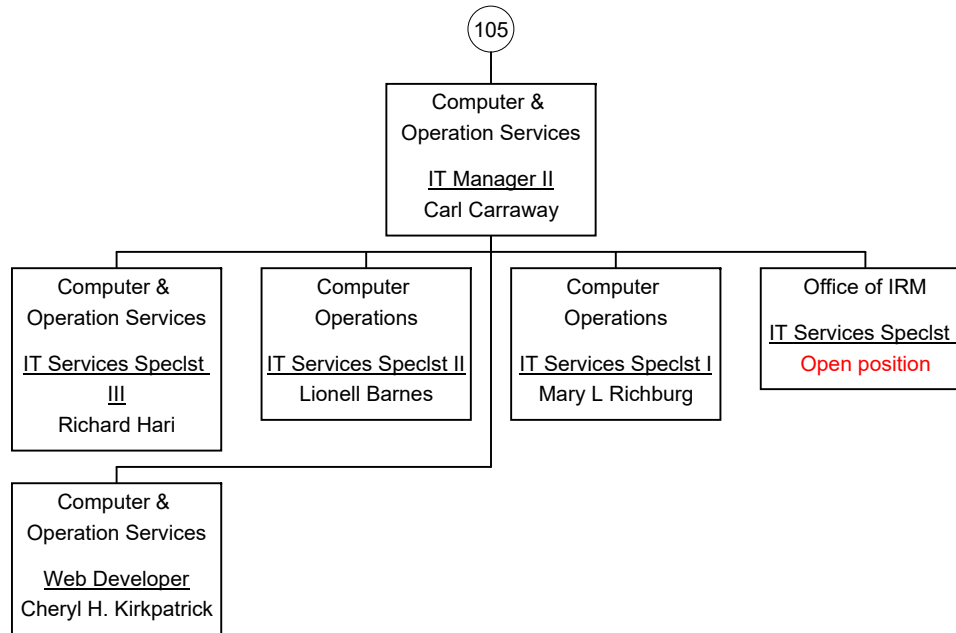 105
Computer &
Operation Services
IT Manager II
Carl Carraway
Computer &
Operation Services
IT Services Speclst
III
Richard Hari
Computer
Operations
IT Services Speclst II
Lionell Barnes
Computer
Operations
IT Services Speclst I
Mary L Richburg
Office of IRM
IT Services Speclst
Open position
Computer &
Operation Services
Web Developer
Cheryl H. Kirkpatrick